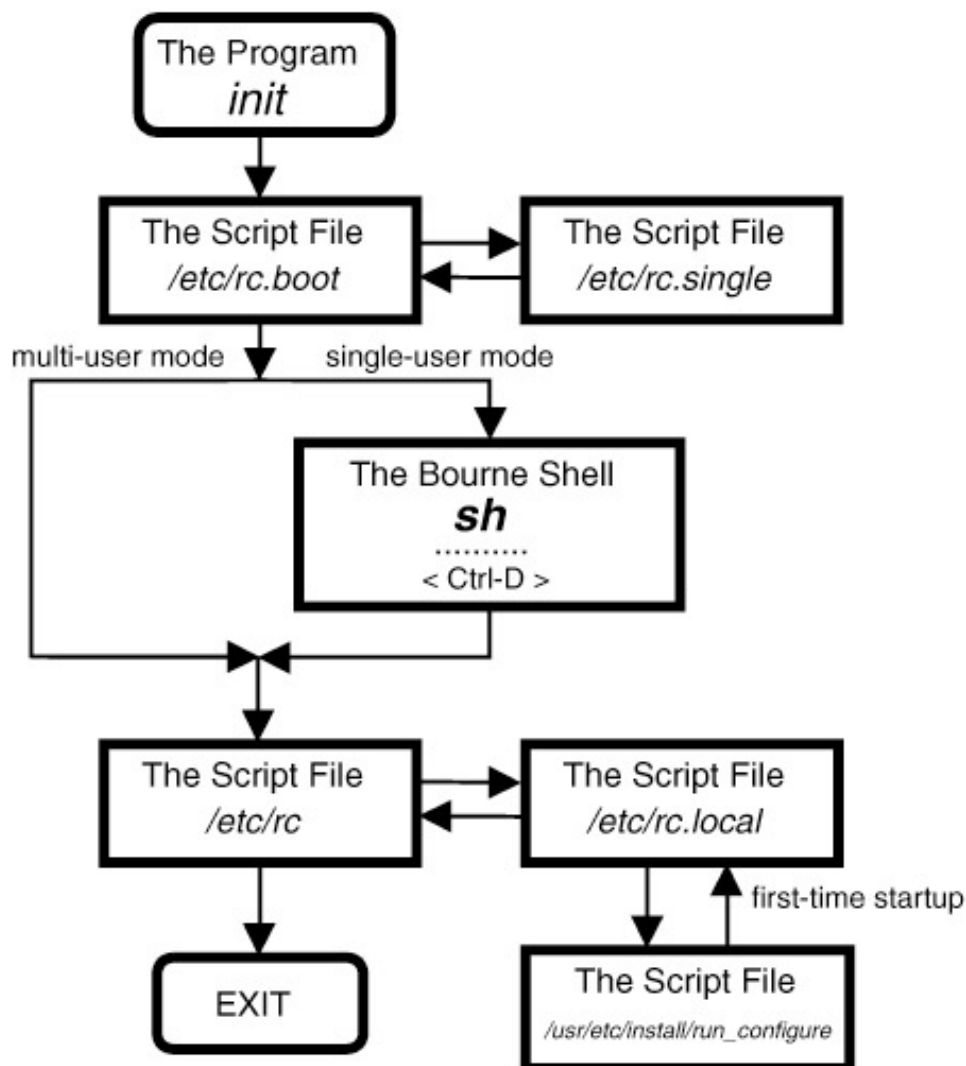 The Program
init
The Script File
/etc/rc.boot
The Script File
/etc/rc.single
multi-user mode
single-user mode
The Bourne Shell
sh
..........
< Ctrl-D >
The Script File
/etc/rc
The Script File
/etc/rc.local
first-time startup
EXIT
The Script File
/usr/etc/install/run_configure